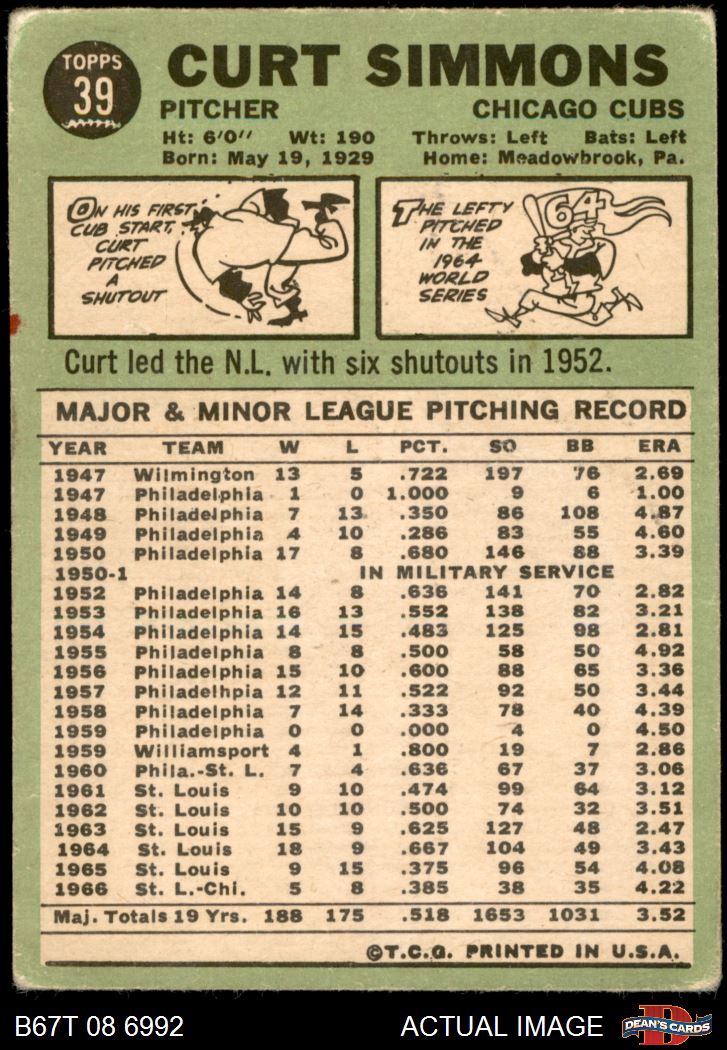 TOPPS
39
CURT SIMMONS
PITCHER CHICAGO CUBS
Ht: 6'0'' Wt: 190 Throws: Left Bats: Left
Born: May 19, 1929 Home: Meadowbrook, Pa.
ON HIS FIRST
CUB START,
CURT
PITCHED
A
SHUTOUT
THE LEFTY
PITCHED
IN THE
1964
WORLD
SERIES
64
Curt led the N.L. with six shutouts in 1952.
MAJOR & MINOR LEAGUE PITCHING RECORD
YEAR TEAM W L PCT. SO BB ERA
1947 Wilmington 13 5 .722 197 76 2.69
1947 Philadelphia 1 0 1.000 9 6 1.00
1948 Philadelphia 7 13 .350 86 108 4.87
1949 Philadelphia 4 10 .286 83 55 4.60
1950 Philadelphia 17 8 .680 146 88 3.39
1950-1 IN MILITARY SERVICE
1952 Philadelphia 14 8 .636 141 70 2.82
1953 Philadelphia 16 13 .552 138 82 3.21
1954 Philadelphia 14 15 .483 125 98 2.81
1955 Philadelphia 8 8 .500 58 50 4.92
1956 Philadelphia 15 10 .600 88 65 3.36
1957 Philadelhpia 12 11 .522 92 50 3.44
1958 Philadelphia 7 14 .333 78 40 4.39
1959 Philadelphia 0 0 .000 4 0 4.50
1959 Williamsport 4 1 .800 19 7 2.86
1960 Phila.-St. L. 7 4 .636 67 37 3.06
1961 St. Louis 9 10 .474 99 64 3.12
1962 St. Louis 10 10 .500 74 32 3.51
1963 St. Louis 15 9 .625 127 48 2.47
1964 St. Louis 18 9 .667 104 49 3.43
1965 St. Louis 9 15 .375 96 54 4.08
1966 St. L.-Chi. 5 8 .385 38 35 4.22
Maj. Totals 19 Yrs. 188 175 .518 1653 1031 3.52
©T.C.G. PRINTED IN U.S.A.
B67T 08 6992 ACTUAL IMAGE
D
DEAN'S CARDS